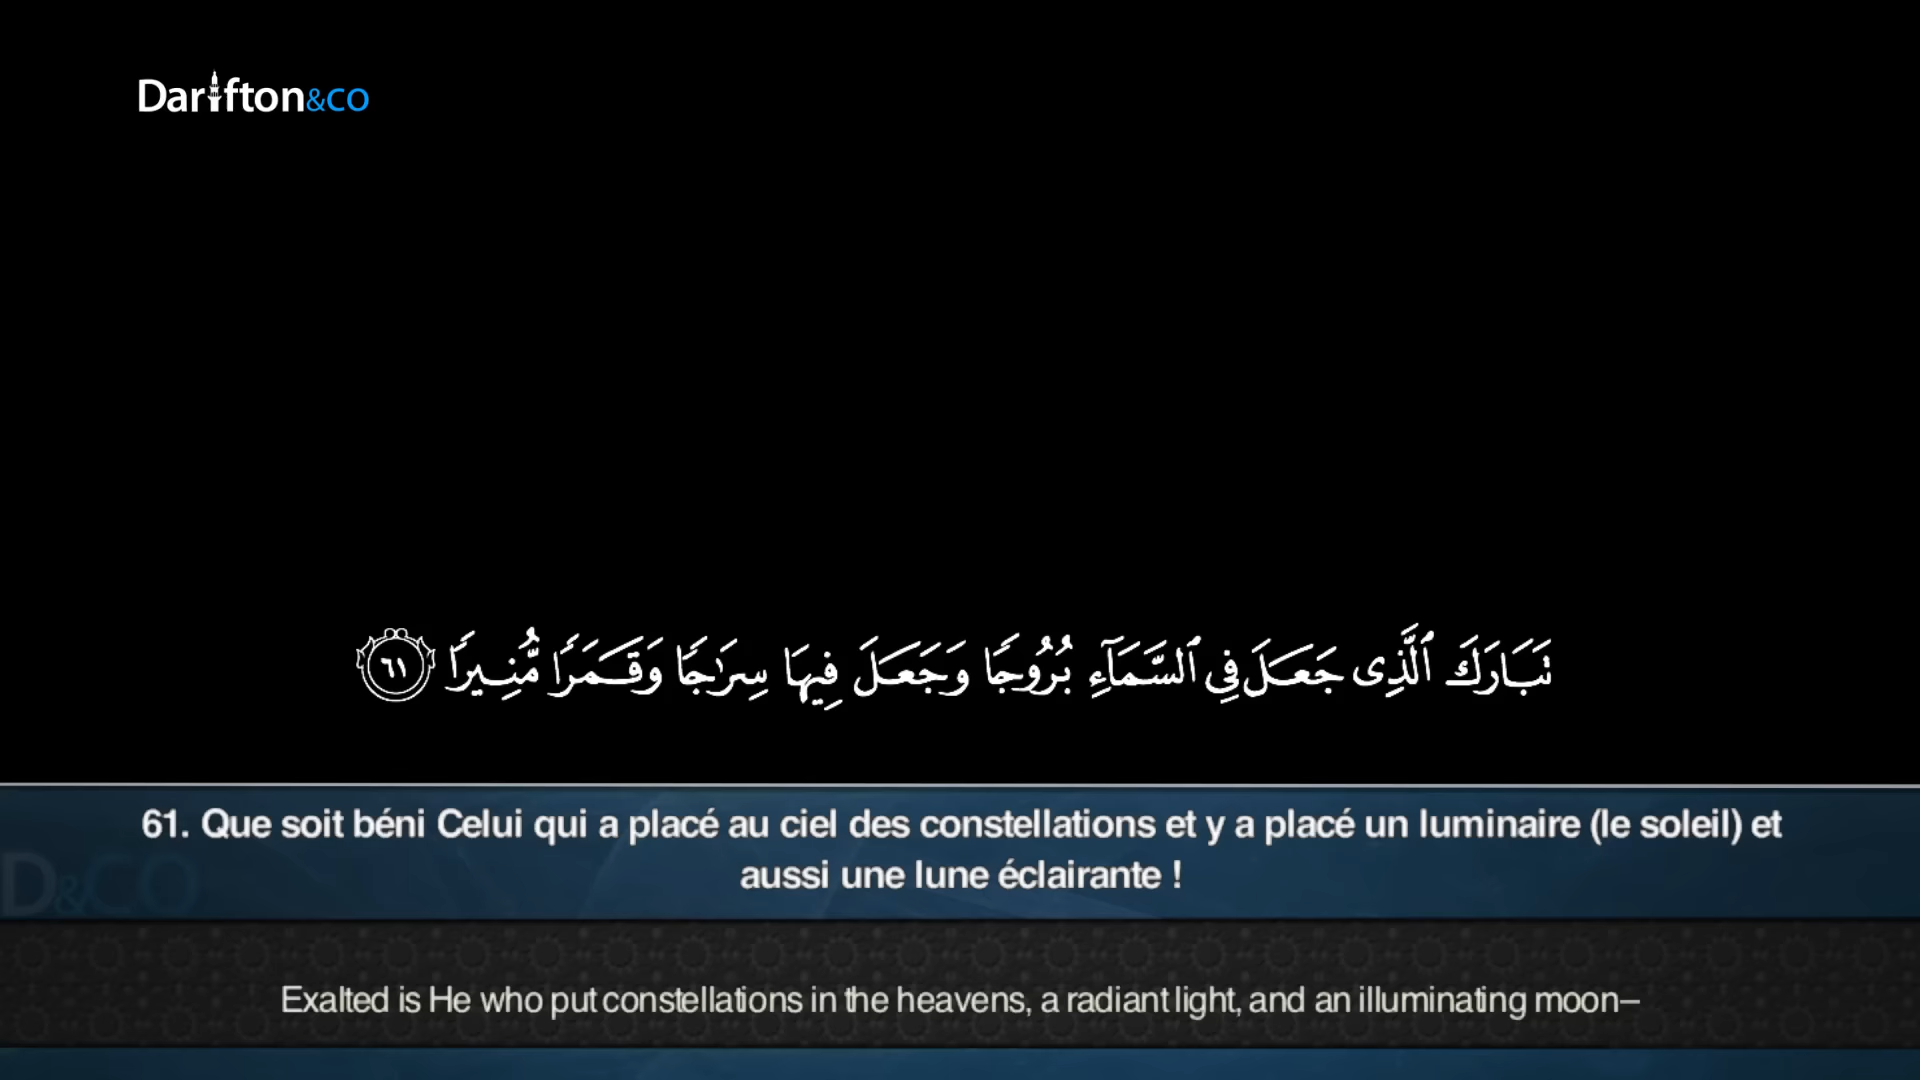 Darifton&co
تَبَارَكَ ٱلَّذِى جَعَلَ فِى ٱلسَّمَآءِ بُرُوجًا وَجَعَلَ فِيهَا سِرَٰجًا وَقَمَرًا مُّنِيرًا ٦١
61. Que soit béni Celui qui a placé au ciel des constellations et y a placé un luminaire (le soleil) et
aussi une lune éclairante !
D&CO
Exalted is He who put constellations in the heavens, a radiant light, and an illuminating moon–